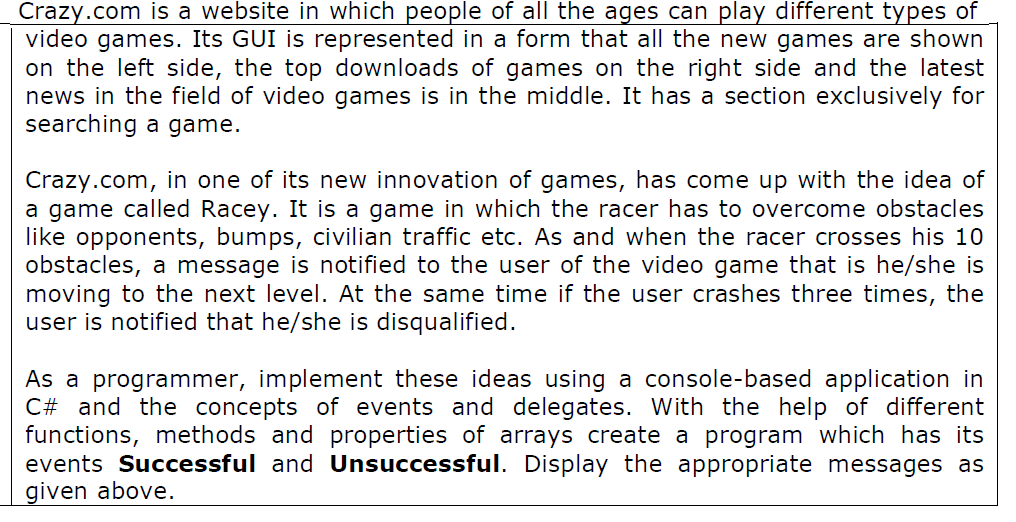 Crazy.com is a website in which people of all the ages can play different types of
video games. Its GUI is represented in a form that all the new games are shown
on the left side, the top downloads of games on the right side and the latest
news in the field of video games is in the middle. It has a section exclusively for
searching a game.
Crazy.com, in one of its new innovation of games, has come up with the idea of
a game called Racey. It is a game in which the racer has to overcome obstacles
like opponents, bumps, civilian traffic etc. As and when the racer crosses his 10
obstacles, a message is notified to the user of the video game that is he/she is
moving to the next level. At the same time if the user crashes three times, the
user is notified that he/she is disqualified.
As a programmer, implement these ideas using a console-based application in
C# and the concepts of events and delegates. With the help of different
functions, methods and properties of arrays create a program which has its
events Successful and Unsuccessful. Display the appropriate messages as
given above.